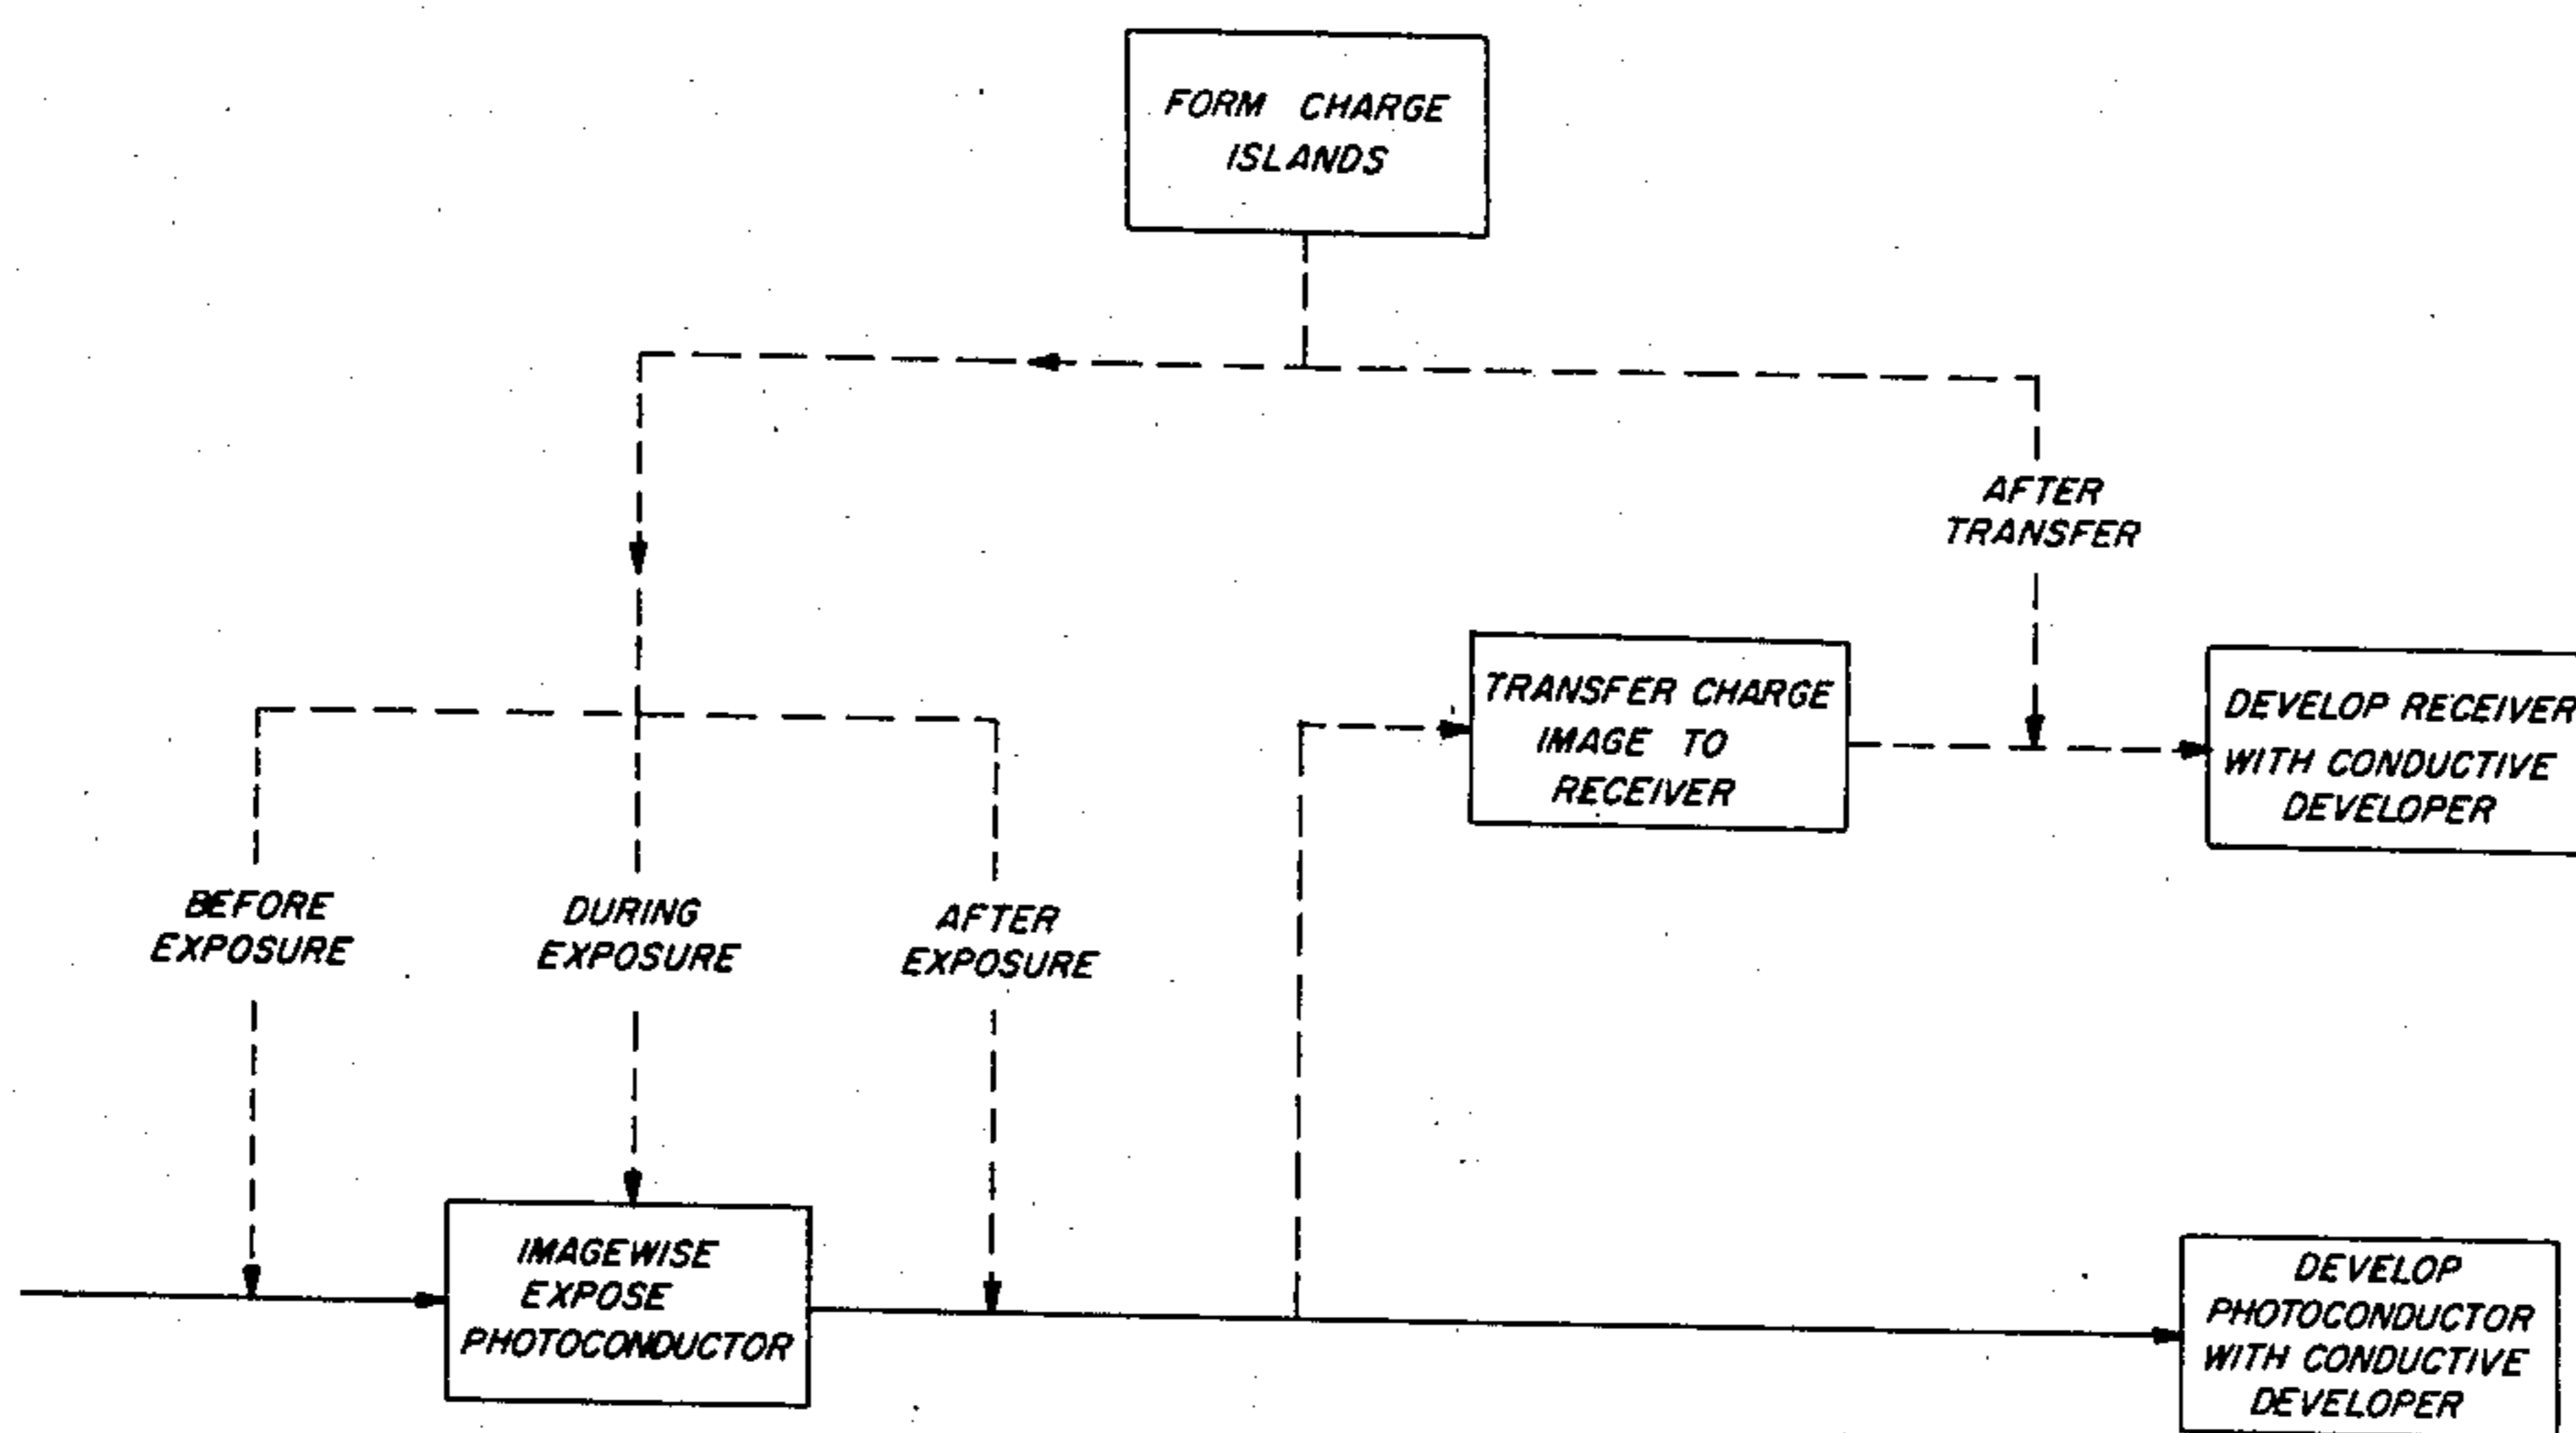 FORM CHARGE
ISLANDS
AFTER
TRANSFER
TRANSFER CHARGE
IMAGE TO
RECEIVER
DEVELOP RECEIVER
WITH CONDUCTIVE
DEVELOPER
BEFORE
EXPOSURE
DURING
EXPOSURE
AFTER
EXPOSURE
IMAGEWISE
EXPOSE
PHOTOCONDUCTOR
DEVELOP
PHOTOCONDUCTOR
WITH CONDUCTIVE
DEVELOPER